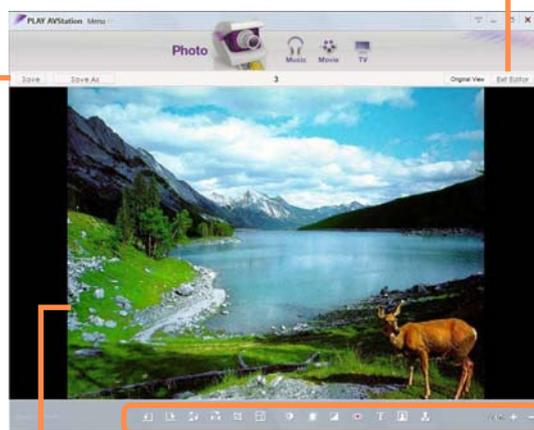 PLAY AVStation Menu
Photo
Music Movie TV
Save Save As 3 Original View Exit Editor
T